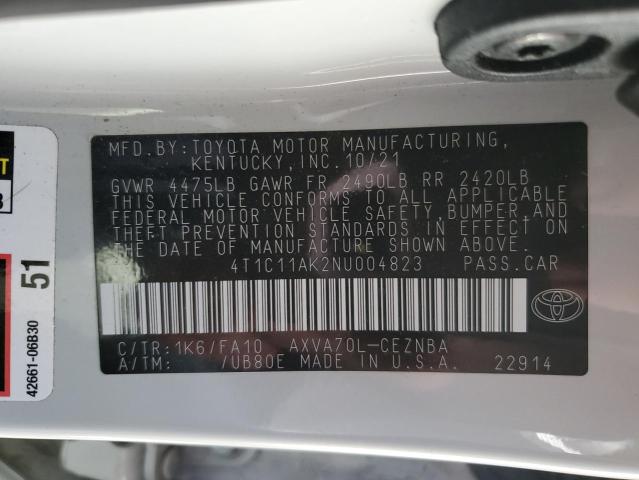 MFD.BY:TOYOTA MOTOR MANUFACTURING,
KENTUCKY,INC.10/21
GVWR 4475LB GAWR FR 2490LB RR 2420LB
THIS VEHICLE CONFORMS TO ALL APPLICABLE
FEDERAL MOTOR VEHICLE SAFETY,BUMPER,AND
THEFT PREVENTION STANDARDS IN EFFECT ON
THE DATE OF MANUFACTURE SHOWN ABOVE.
4T1C11AK2NU004823 PASS.CAR
C/TR:1K6/FA10 AXVA70L-CEZNBA
A/TM: /UB80E MADE IN U.S.A. 22914
TOYOTA
51
42661-06B30